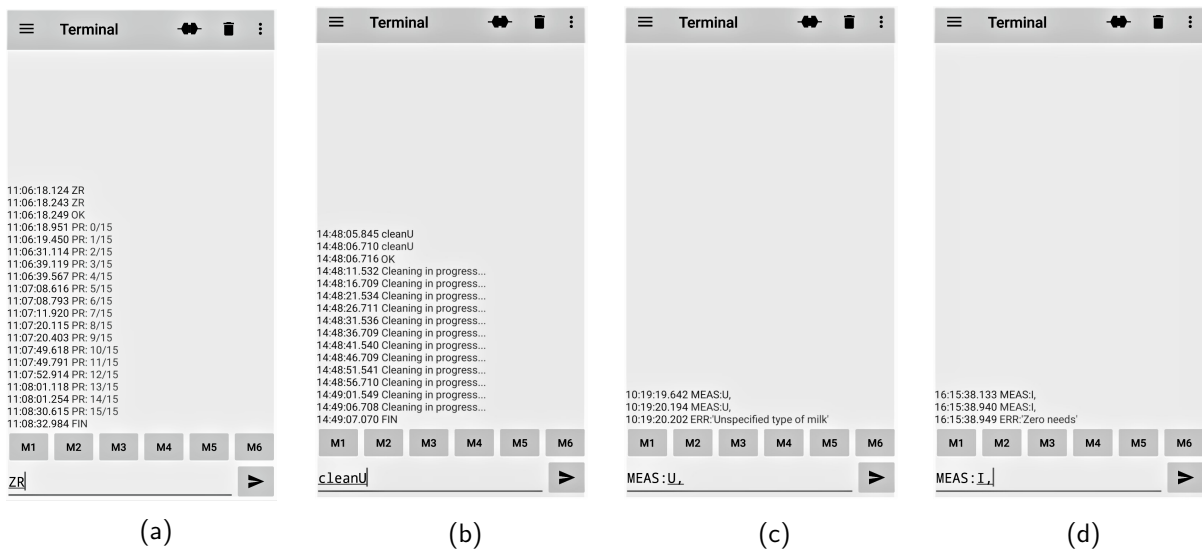 Terminal
11:06:18.124 ZR
11:06:18.243 ZR
11:06:18.249 OK
11:06:18.951 PR: 0/15
11:06:19.450 PR: 1/15
11:06:31.114 PR: 2/15
11:06:39.119 PR: 3/15
11:06:39.567 PR: 4/15
11:07:08.616 PR: 5/15
11:07:08.793 PR: 6/15
11:07:11.920 PR: 7/15
11:07:20.115 PR: 8/15
11:07:20.403 PR: 9/15
11:07:49.618 PR: 10/15
11:07:49.791 PR: 11/15
11:07:52.914 PR: 12/15
11:08:01.118 PR: 13/15
11:08:01.254 PR: 14/15
11:08:30.615 PR: 15/15
11:08:32.984 FIN
M1 M2 M3 M4 M5 M6
ZR
(a)
Terminal
14:48:05.845 cleanU
14:48:06.710 cleanU
14:48:06.716 OK
14:48:11.532 Cleaning in progress...
14:48:16.709 Cleaning in progress...
14:48:21.534 Cleaning in progress...
14:48:26.711 Cleaning in progress...
14:48:31.536 Cleaning in progress...
14:48:36.709 Cleaning in progress...
14:48:41.540 Cleaning in progress...
14:48:46.709 Cleaning in progress...
14:48:51.541 Cleaning in progress...
14:48:56.710 Cleaning in progress...
14:49:01.549 Cleaning in progress...
14:49:06.708 Cleaning in progress...
14:49:07.070 FIN
M1 M2 M3 M4 M5 M6
cleanU
(b)
Terminal
10:19:19.642 MEAS:U,
10:19:20.194 MEAS:U,
10:19:20.202 ERR:'Unspecified type of milk'
M1 M2 M3 M4 M5 M6
MEAS:U,
(c)
Terminal
16:15:38.133 MEAS:I,
16:15:38.940 MEAS:I,
16:15:38.949 ERR:'Zero needs'
M1 M2 M3 M4 M5 M6
MEAS:I,
(d)